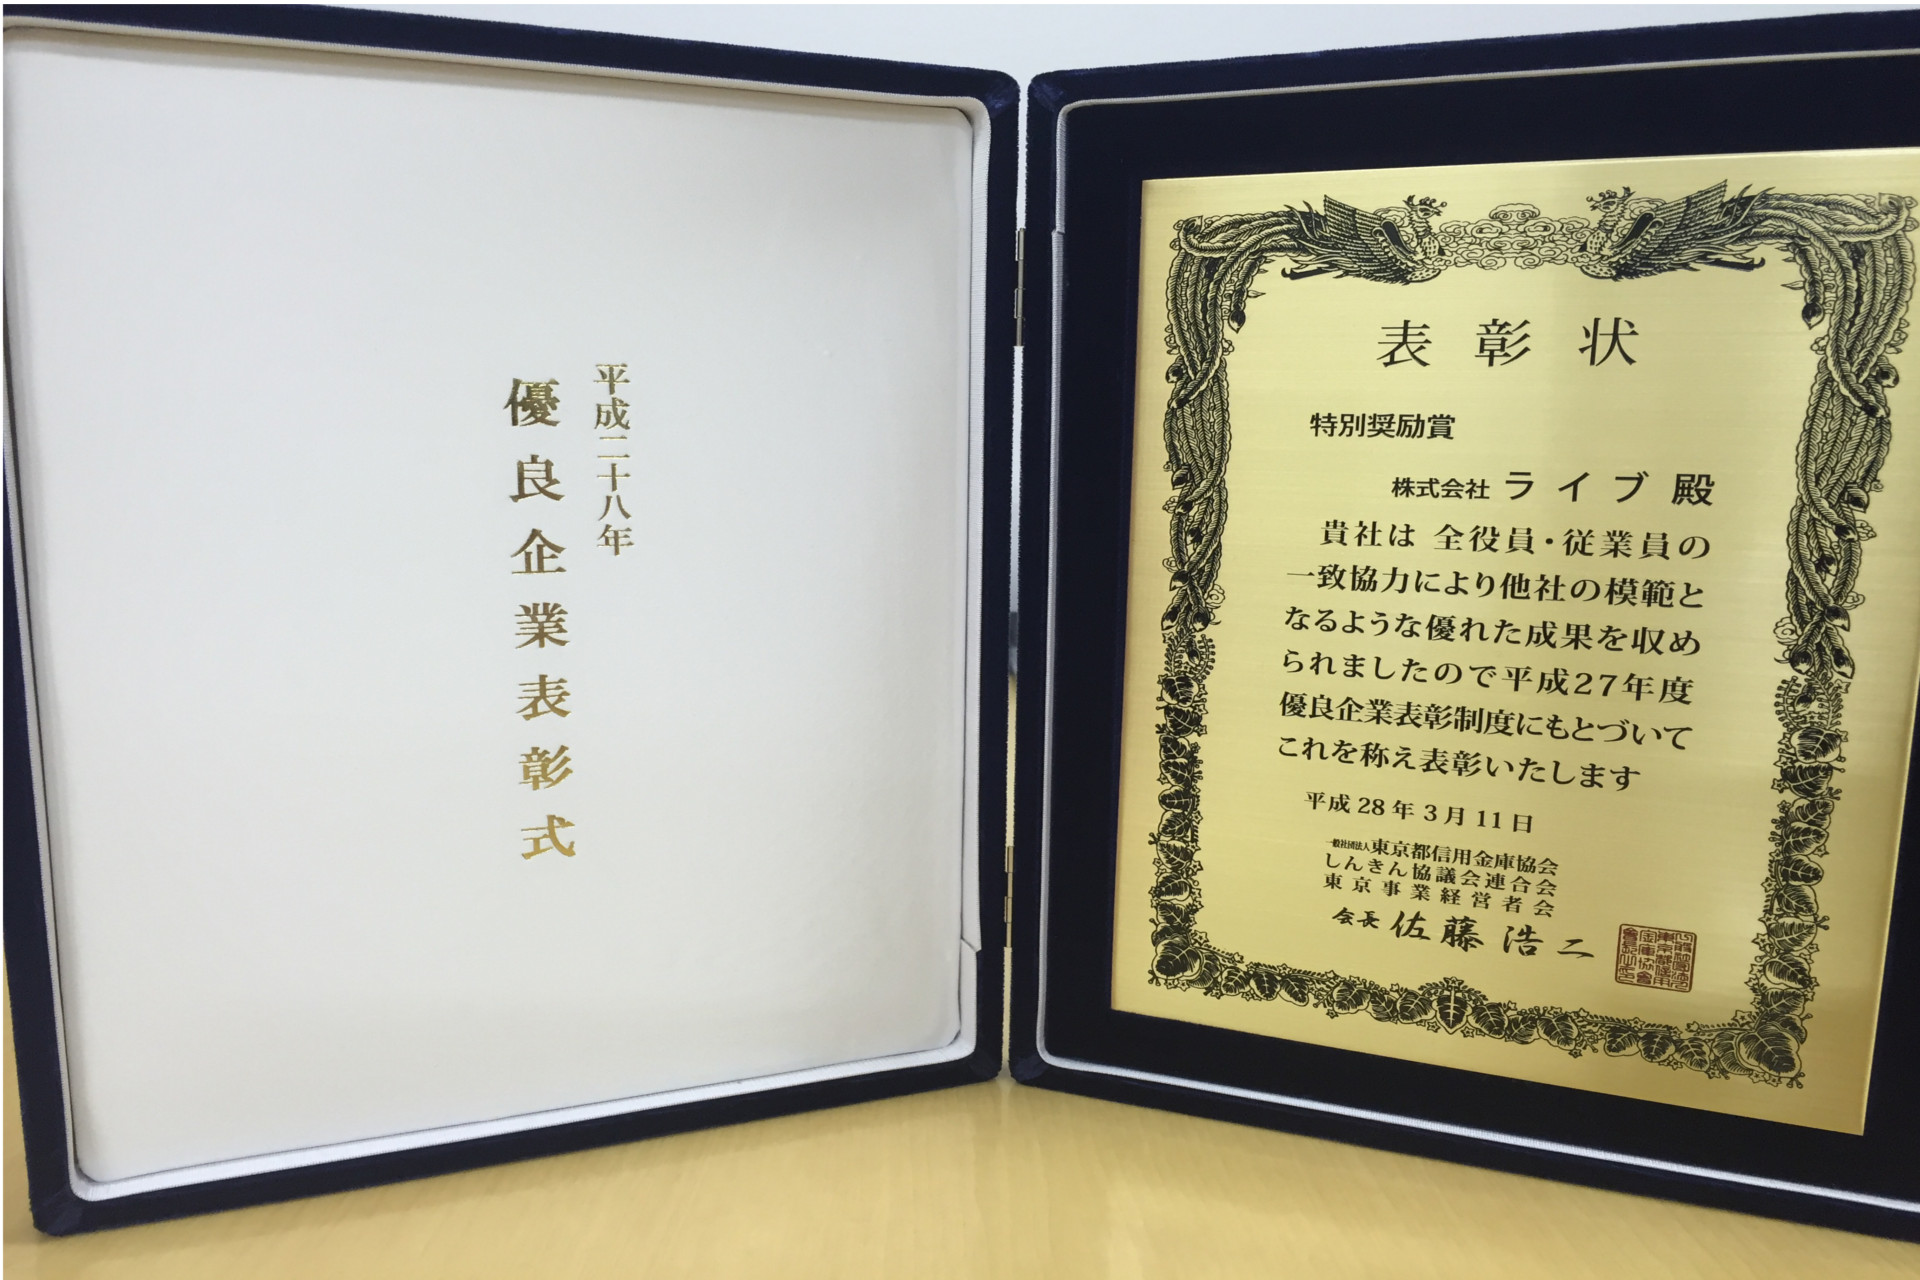 平成二十八年
優良企業表彰式
表彰状
特別奨励賞
株式会社 ライブ 殿
貴社は 全役員・従業員の
一致協力により他社の模範と
なるような優れた成果を収め
られましたので平成27年度
優良企業表彰制度にもとづいて
これを称え表彰いたします
平成28年3月11日
一般社団法人東京都信用金庫協会
しんきん協議会連合会
東京事業経営者会
会長 佐藤浩二